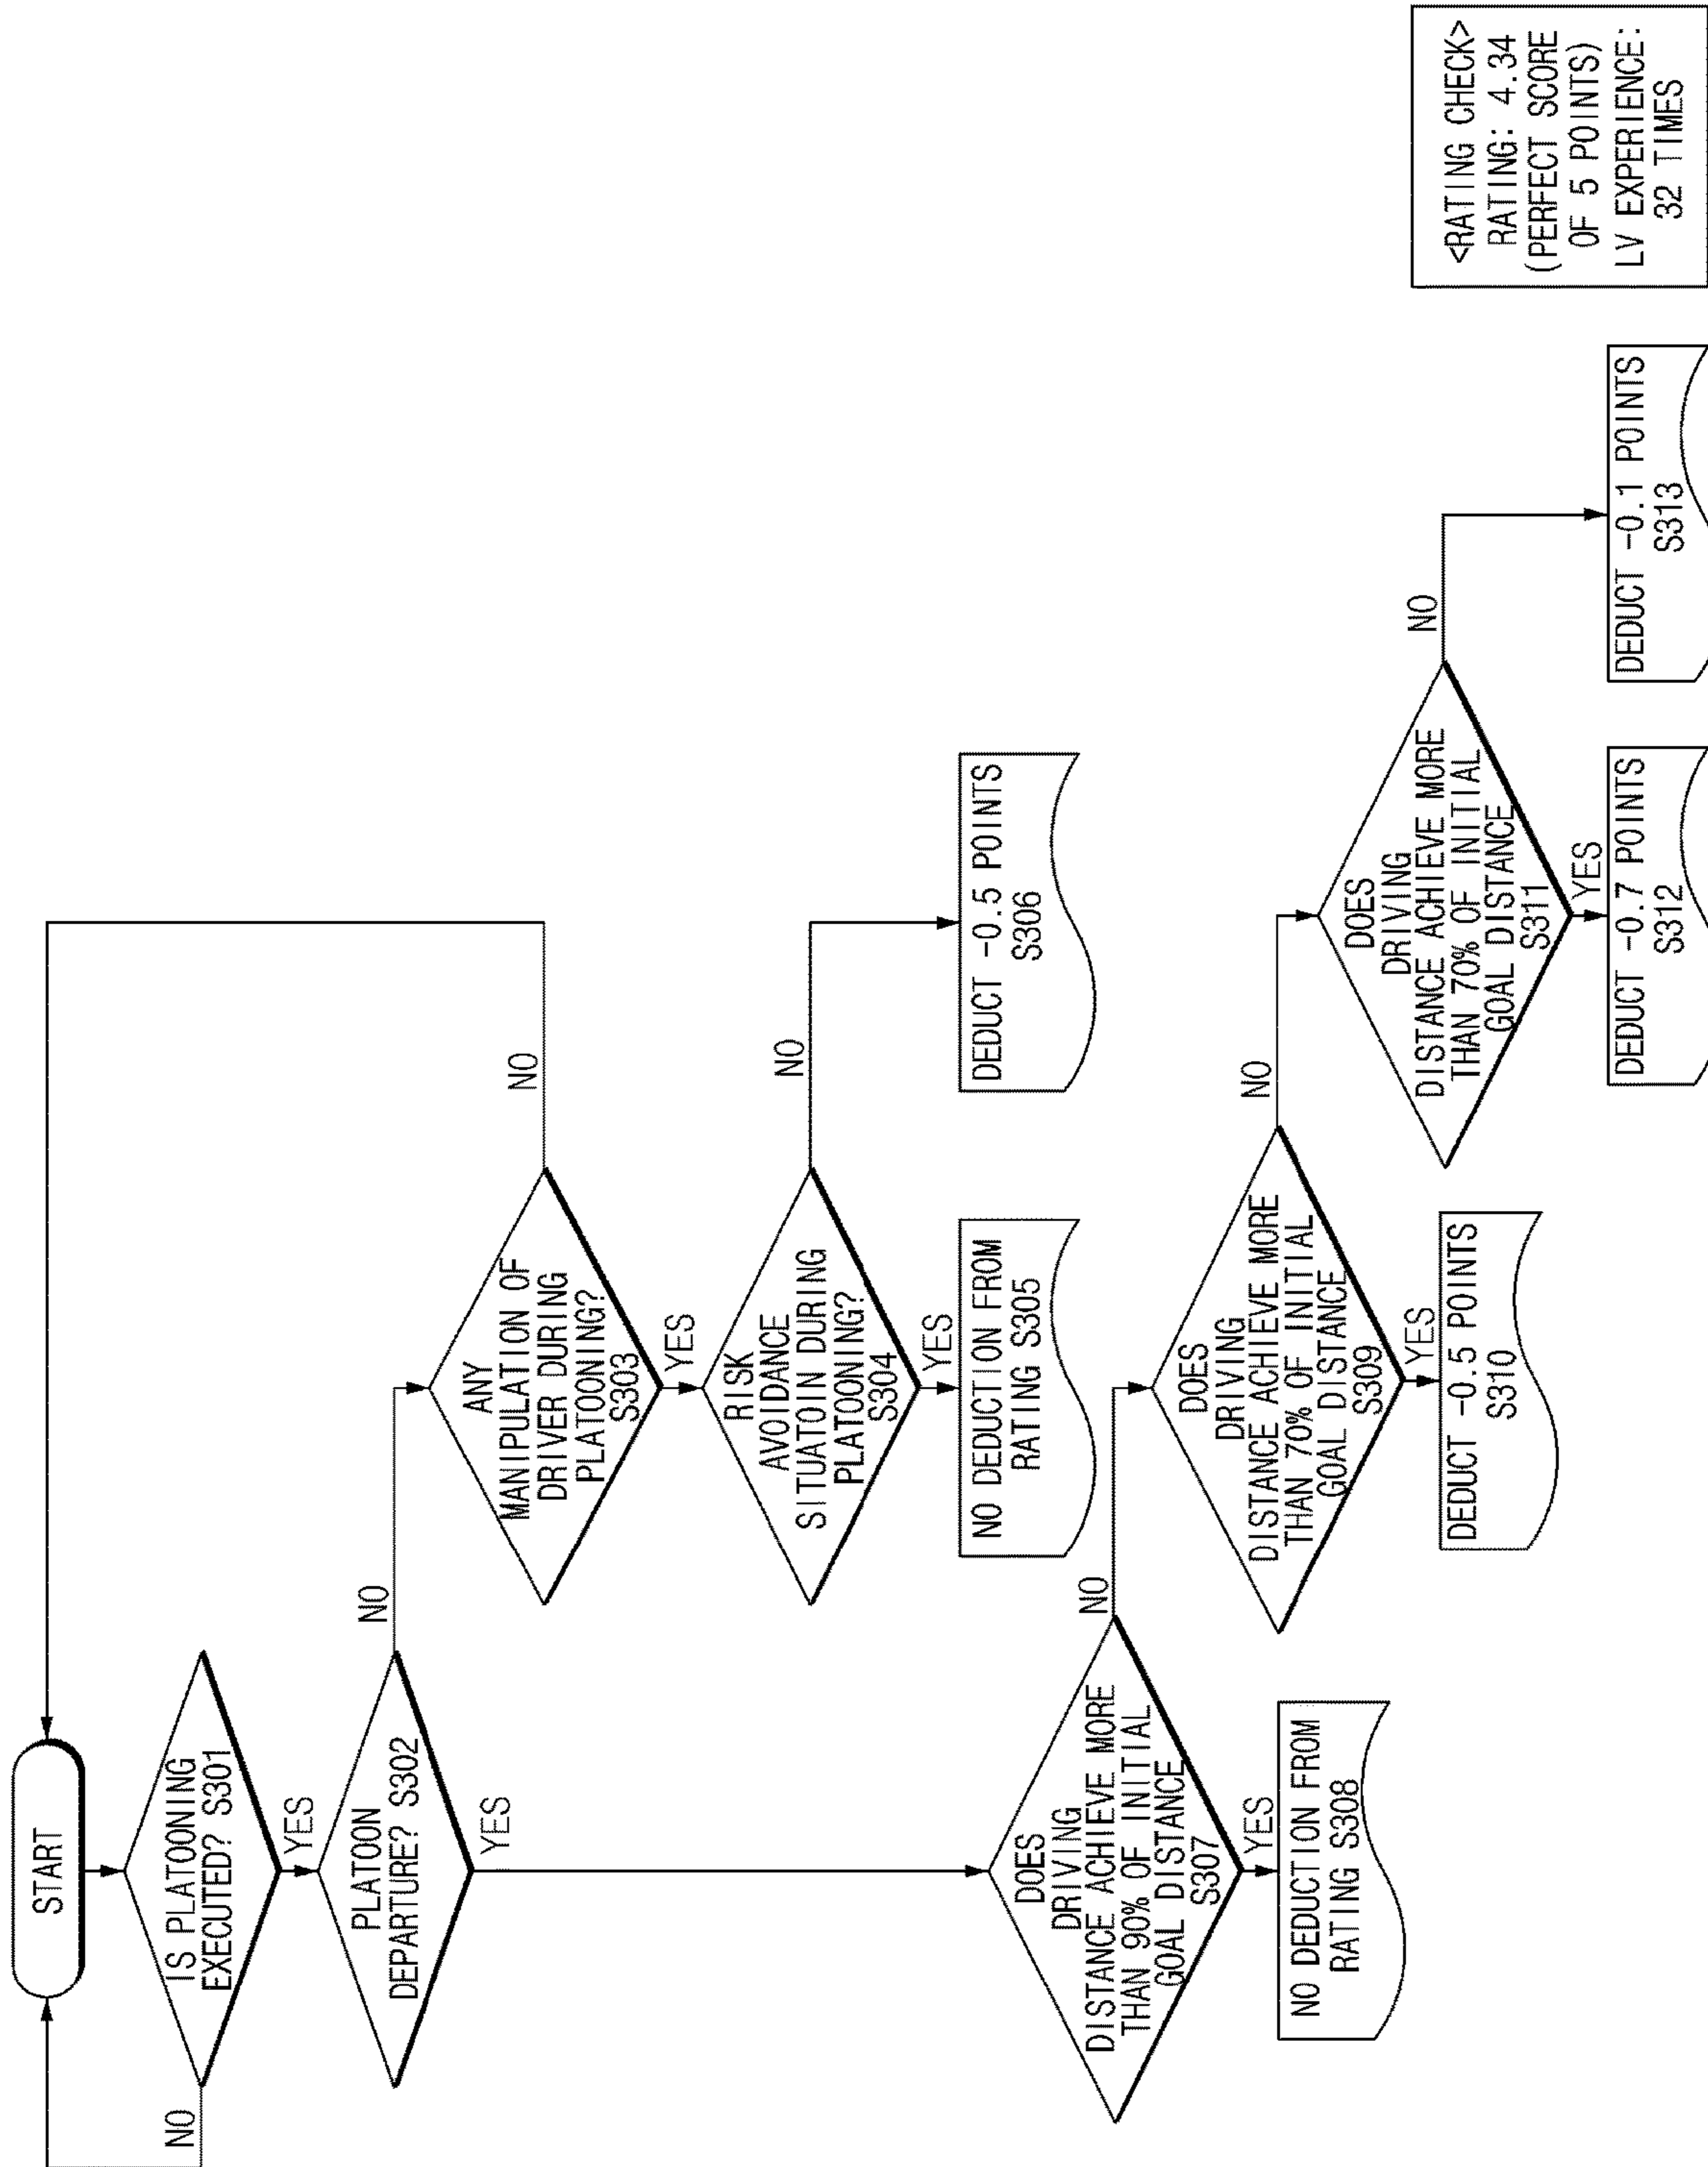 START
IS PLATOONING
EXECUTED? S301
NO
YES
PLATOON
DEPARTURE? S302
NO
YES
ANY
MANIPULATION OF
DRIVER DURING
PLATOONING?
S303
NO
YES
RISK
AVOIDANCE
SITUATOIN DURING
PLATOONING?
S304
NO
YES
NO DEDUCTION FROM
RATING S305
DEDUCT -0.5 POINTS
S306
DOES
DRIVING
DISTANCE ACHIEVE MORE
THAN 90% OF INITIAL
GOAL DISTANCE
S307
NO
YES
NO DEDUCTION FROM
RATING S308
DOES
DRIVING
DISTANCE ACHIEVE MORE
THAN 70% OF INITIAL
GOAL DISTANCE
S309
NO
YES
DEDUCT -0.5 POINTS
S310
DOES
DRIVING
DISTANCE ACHIEVE MORE
THAN 70% OF INITIAL
GOAL DISTANCE
S311
NO
YES
DEDUCT -0.7 POINTS
S312
DEDUCT -0.1 POINTS
S313
<RATING CHECK>
RATING: 4.34
(PERFECT SCORE
OF 5 POINTS)
LV EXPERIENCE:
32 TIMES